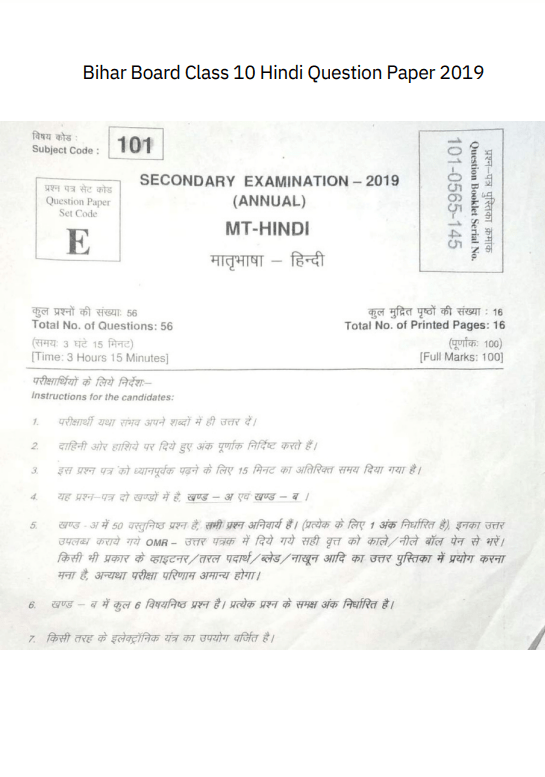 Bihar Board Class 10 Hindi Question Paper 2019
विषय कोड :
Subject Code :
101
प्रश्न पत्र सेट कोड
Question Paper
Set Code
E
SECONDARY EXAMINATION – 2019
(ANNUAL)
MT-HINDI
मातृभाषा – हिन्दी
प्रश्न-पत्र पुस्तिका क्रमांक
Question Booklet Serial No.
101-0565-145
कुल प्रश्नों की संख्याः 56
Total No. of Questions: 56
(समयः 3 घंटे 15 मिनट)
[Time: 3 Hours 15 Minutes]
कुल मुद्रित पृष्ठों की संख्या : 16
Total No. of Printed Pages: 16
(पूर्णांकः 100)
[Full Marks: 100]
परीक्षार्थियों के लिये निर्देशः–
Instructions for the candidates:
1. परीक्षार्थी यथा संभव अपने शब्दों में ही उत्तर दें।
2. दाहिनी ओर हाशिये पर दिये हुए अंक पूर्णांक निर्दिष्ट करते हैं।
3. इस प्रश्न पत्र को ध्यानपूर्वक पढ़ने के लिए 15 मिनट का अतिरिक्त समय दिया गया है।
4. यह प्रश्न-पत्र दो खण्डों में है, खण्ड – अ एवं खण्ड – ब ।
5. खण्ड - अ में 50 वस्तुनिष्ठ प्रश्न है, सभी प्रश्न अनिवार्य हैं। (प्रत्येक के लिए 1 अंक निर्धारित है), इनका उत्तर
उपलब्ध कराये गये OMR – उत्तर पत्रक में दिये गये सही वृत्त को काले/नीले बॉल पेन से भरें।
किसी भी प्रकार के व्हाइटनर/तरल पदार्थ/ब्लेड/नाखून आदि का उत्तर पुस्तिका में प्रयोग करना
मना है, अन्यथा परीक्षा परिणाम अमान्य होगा।
6. खण्ड – ब में कुल 6 विषयनिष्ठ प्रश्न है। प्रत्येक प्रश्न के समक्ष अंक निर्धारित है।
7. किसी तरह के इलेक्ट्रॉनिक यंत्र का उपयोग वर्जित है।